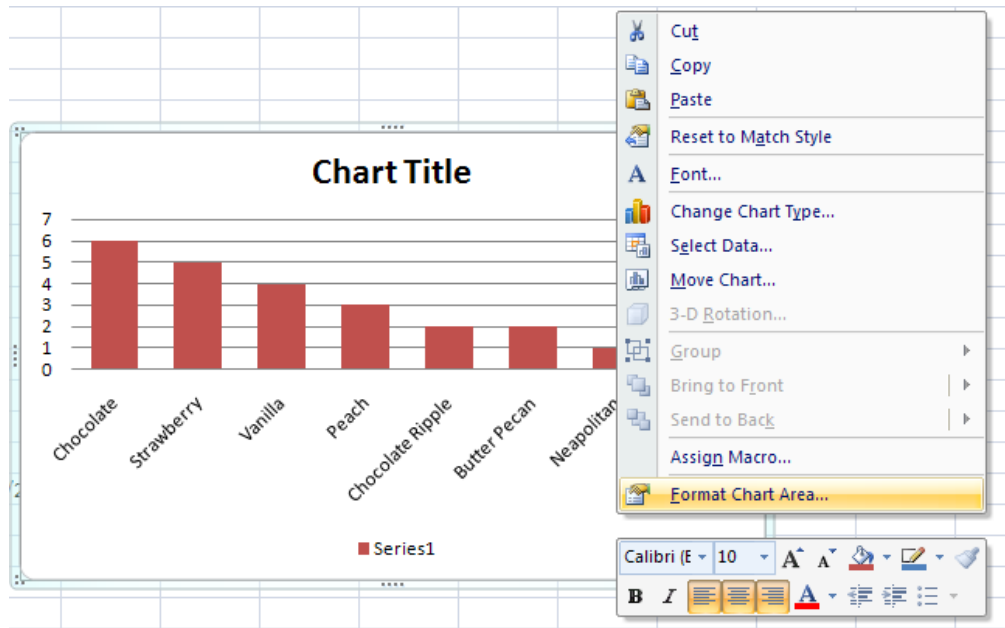 Chart Title
7
6
5
4
3
2
1
0
Chocolate
Strawberry
Vanilla
Peach
Chocolate Ripple
Butter Pecan
Neapolitan
Series1
Cut
Copy
Paste
Reset to Match Style
A Font...
Change Chart Type...
Select Data...
Move Chart...
3-D Rotation...
Group
Bring to Front
Send to Back
Assign Macro...
Format Chart Area...
Calibri (E 10 A A
B I A